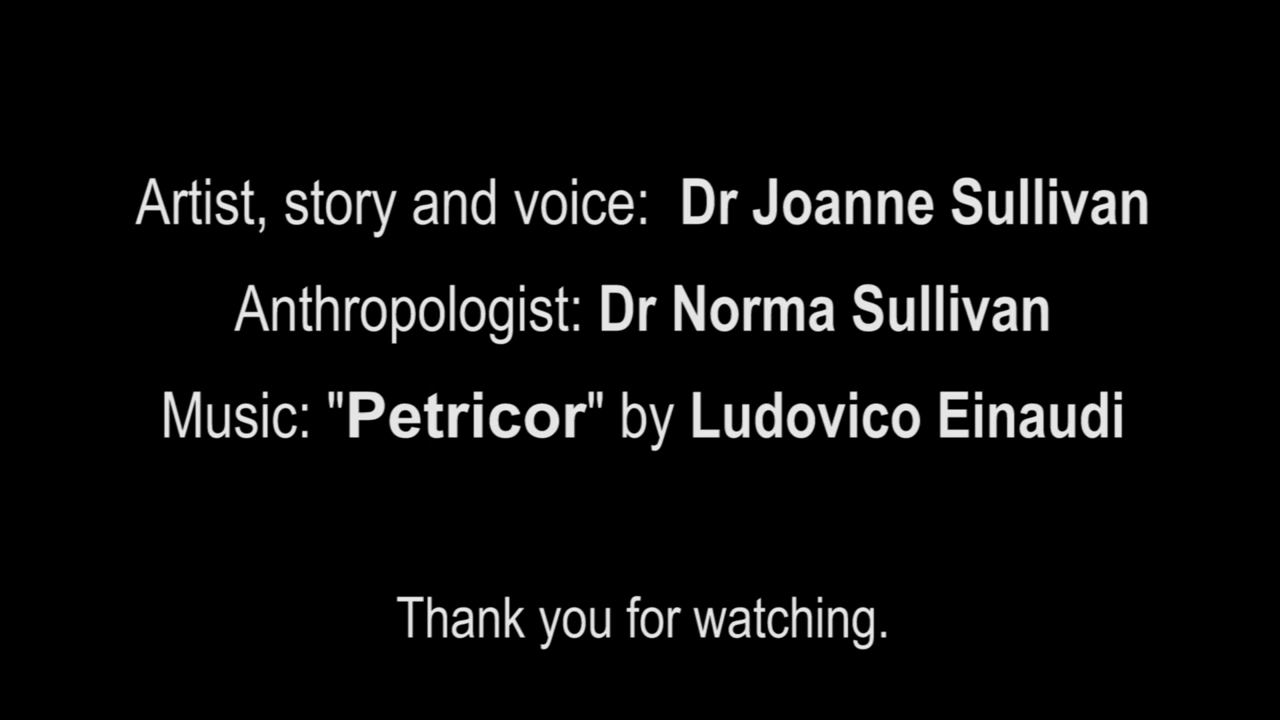 Artist, story and voice: Dr Joanne Sullivan
Anthropologist: Dr Norma Sullivan
Music: "Petricor" by Ludovico Einaudi
Thank you for watching.